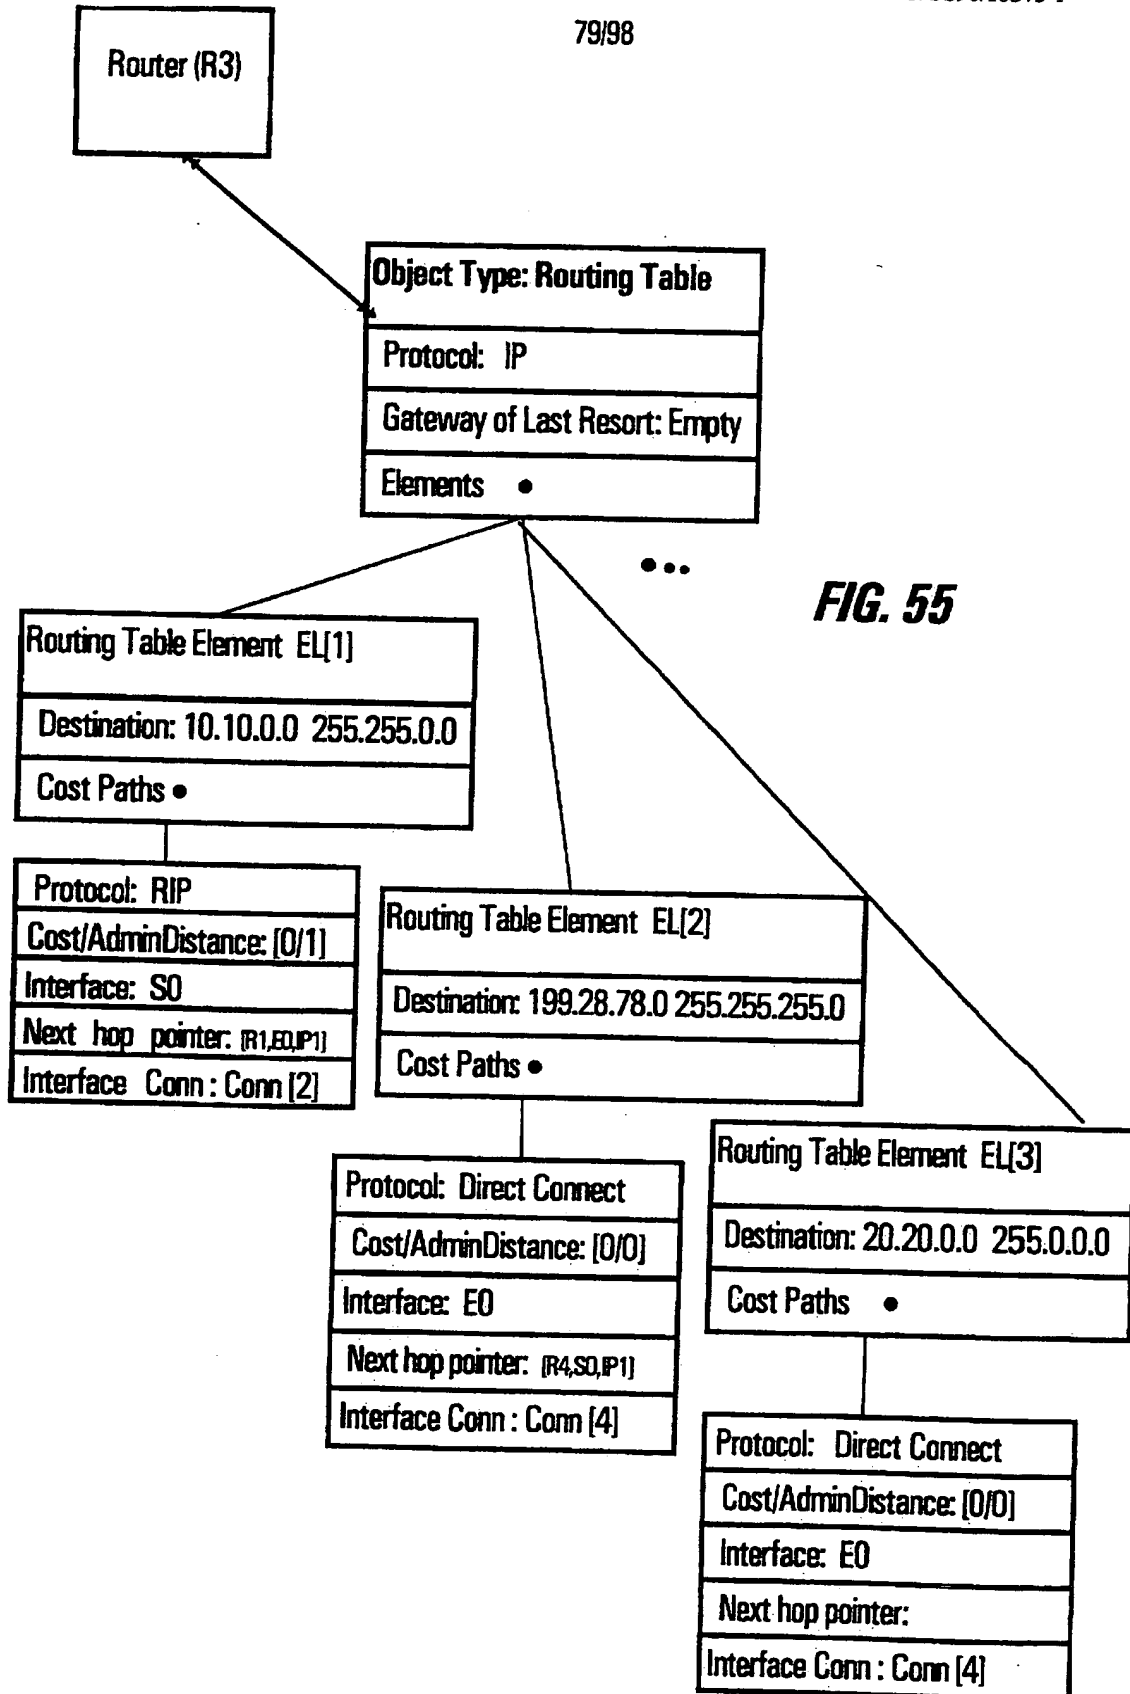 79/98
Router (R3)
Object Type: Routing Table
Protocol: IP
Gateway of Last Resort: Empty
Elements
FIG. 55
Routing Table Element EL[1]
Destination: 10.10.0.0 255.255.0.0
Cost Paths
Protocol: RIP
Cost/AdminDistance: [0/1]
Interface: S0
Next hop pointer: [R1,E0,IP1]
Interface Conn : Conn [2]
Routing Table Element EL[2]
Destination: 199.28.78.0 255.255.255.0
Cost Paths
Protocol: Direct Connect
Cost/AdminDistance: [0/0]
Interface: E0
Next hop pointer: [R4,S0,IP1]
Interface Conn : Conn [4]
Routing Table Element EL[3]
Destination: 20.20.0.0 255.0.0.0
Cost Paths
Protocol: Direct Connect
Cost/AdminDistance: [0/0]
Interface: E0
Next hop pointer:
Interface Conn : Conn [4]